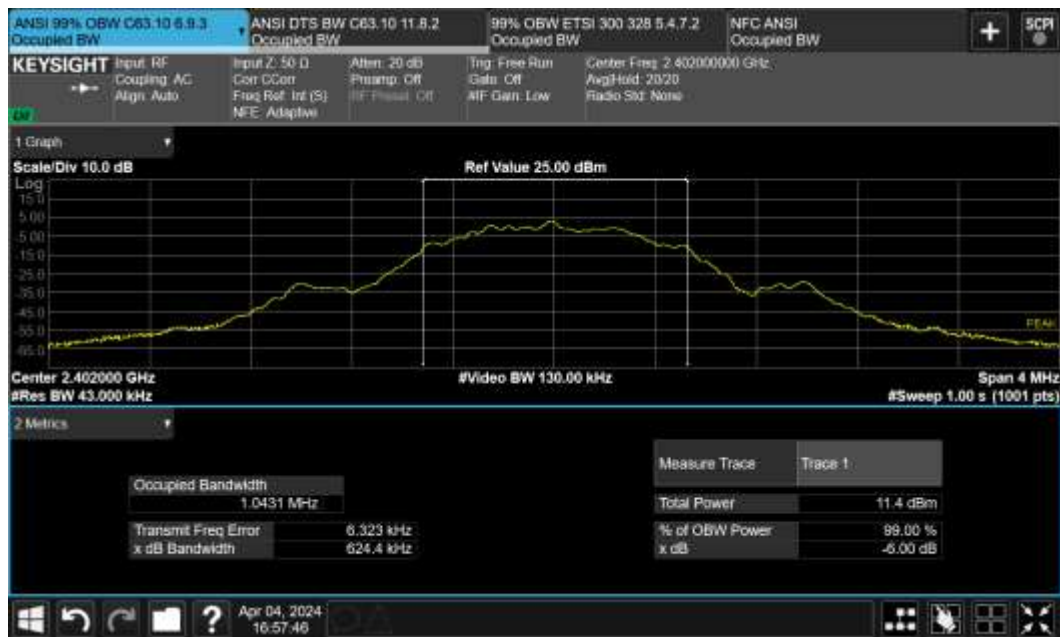 ANSI 99% OBW C63.10 6.9.3
Occupied BW
ANSI DTS BW C63.10 11.8.2
Occupied BW
99% OBW ETSI 300 328 5.4.7.2
Occupied BW
NFC ANSI
Occupied BW
SCPI
KEYSIGHT
Input: RF
Coupling: AC
Align: Auto
Input Z: 50 Ω
Corr CCorr
Freq Ref: Int (S)
NFE: Adaptive
Atten: 20 dB
Preamp: Off
RF Presel: Off
Trig: Free Run
Gate: Off
#IF Gain: Low
Center Freq: 2.402000000 GHz
Avg|Hold: 20/20
Radio Std: None
1 Graph
Scale/Div 10.0 dB
Ref Value 25.00 dBm
Log
15.0
5.00
-5.00
-15.0
-25.0
-35.0
-45.0
-55.0
-65.0
PEAK
Center 2.402000 GHz
#Video BW 130.00 kHz
Span 4 MHz
#Res BW 43.000 kHz
#Sweep 1.00 s (1001 pts)
2 Metrics
Measure Trace Trace 1
Occupied Bandwidth
1.0431 MHz
Total Power 11.4 dBm
Transmit Freq Error 6.323 kHz
% of OBW Power 99.00 %
x dB Bandwidth 624.4 kHz
x dB -6.00 dB
?
Apr 04, 2024
16:57:46